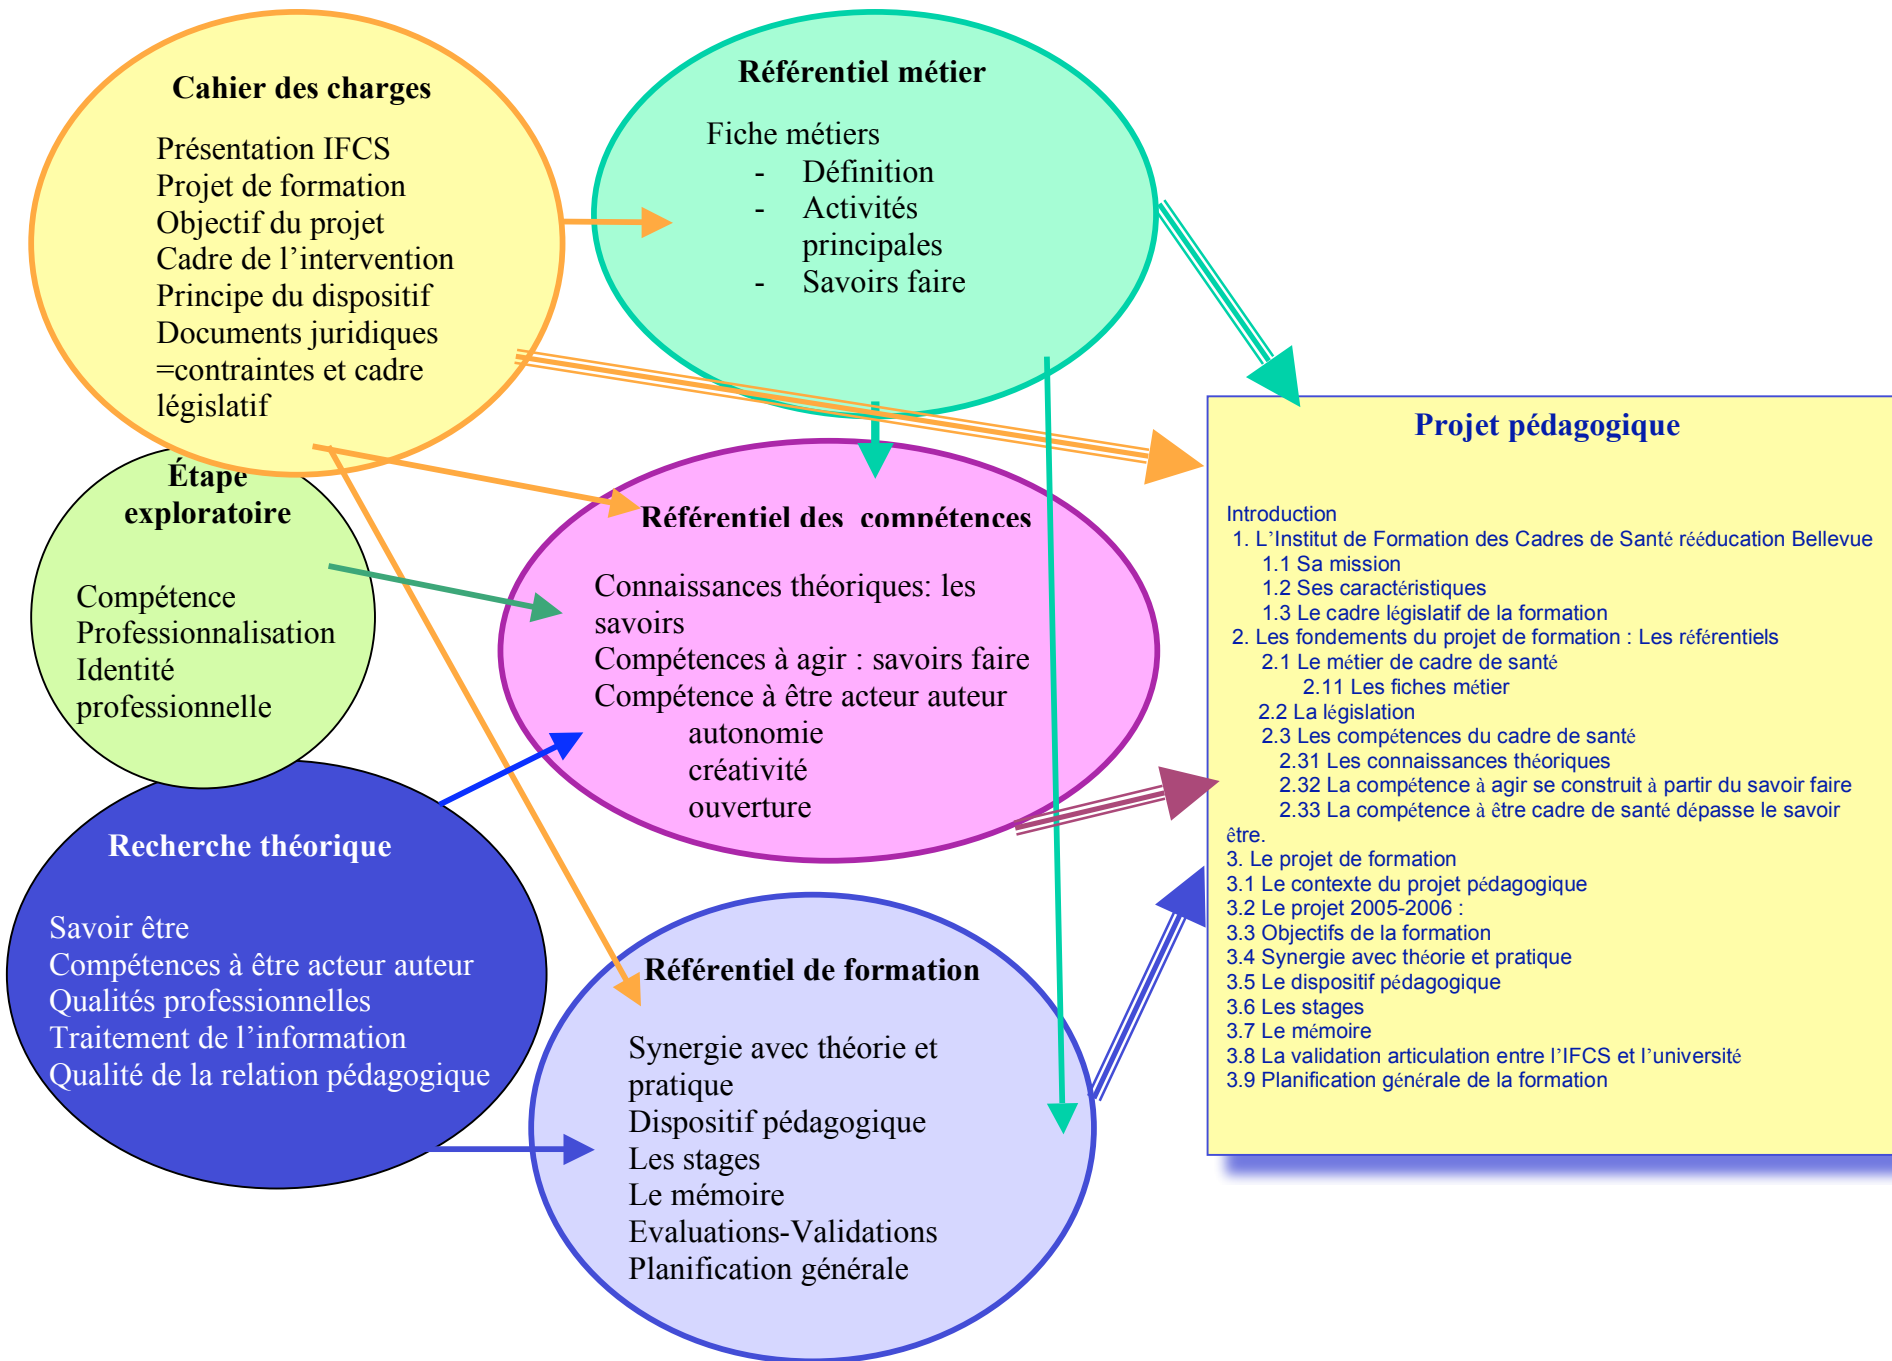 Cahier des charges
Présentation IFCS
Projet de formation
Objectif du projet
Cadre de l’intervention
Principe du dispositif
Documents juridiques
=contraintes et cadre
législatif
Référentiel métier
Fiche métiers
- Définition
- Activités
principales
- Savoirs faire
Étape
exploratoire
Compétence
Professionnalisation
Identité
professionnelle
Référentiel des compétences
Connaissances théoriques: les
savoirs
Compétences à agir : savoirs faire
Compétence à être acteur auteur
autonomie
créativité
ouverture
Recherche théorique
Savoir être
Compétences à être acteur auteur
Qualités professionnelles
Traitement de l’information
Qualité de la relation pédagogique
Référentiel de formation
Synergie avec théorie et
pratique
Dispositif pédagogique
Les stages
Le mémoire
Evaluations-Validations
Planification générale
Projet pédagogique
Introduction
1. L’Institut de Formation des Cadres de Santé rééducation Bellevue
1.1 Sa mission
1.2 Ses caractéristiques
1.3 Le cadre législatif de la formation
2. Les fondements du projet de formation : Les référentiels
2.1 Le métier de cadre de santé
2.11 Les fiches métier
2.2 La législation
2.3 Les compétences du cadre de santé
2.31 Les connaissances théoriques
2.32 La compétence à agir se construit à partir du savoir faire
2.33 La compétence à être cadre de santé dépasse le savoir
être.
3. Le projet de formation
3.1 Le contexte du projet pédagogique
3.2 Le projet 2005-2006 :
3.3 Objectifs de la formation
3.4 Synergie avec théorie et pratique
3.5 Le dispositif pédagogique
3.6 Les stages
3.7 Le mémoire
3.8 La validation articulation entre l’IFCS et l’université
3.9 Planification générale de la formation